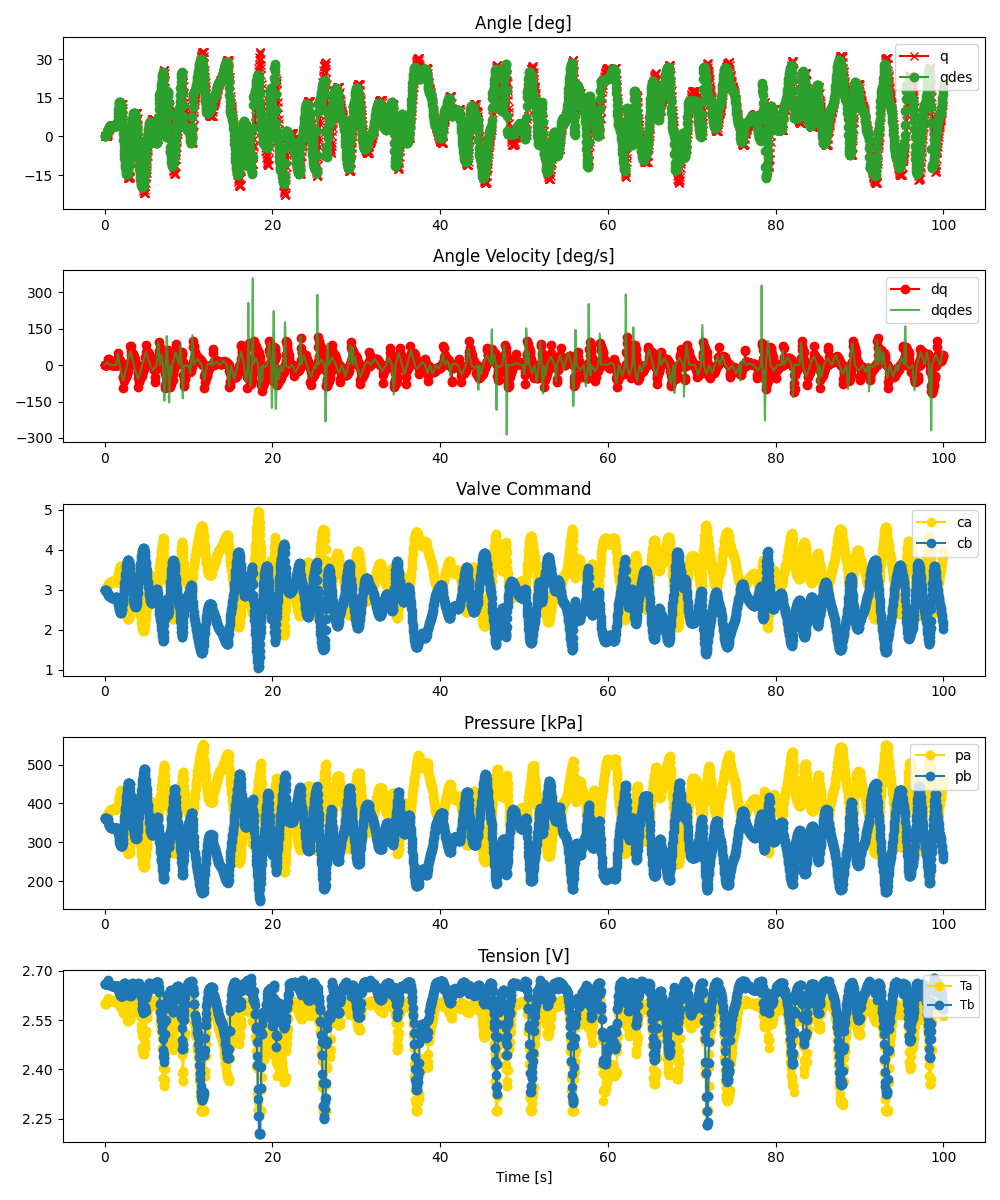 Angle [deg]
30
15
0
−15
q
qdes
0 20 40 60 80 100
Angle Velocity [deg/s]
300
150
0
−150
−300
dq
dqdes
0 20 40 60 80 100
Valve Command
5
4
3
2
1
ca
cb
0 20 40 60 80 100
Pressure [kPa]
500
400
300
200
pa
pb
0 20 40 60 80 100
Tension [V]
2.70
2.55
2.40
2.25
Ta
Tb
0 20 40 60 80 100
Time [s]